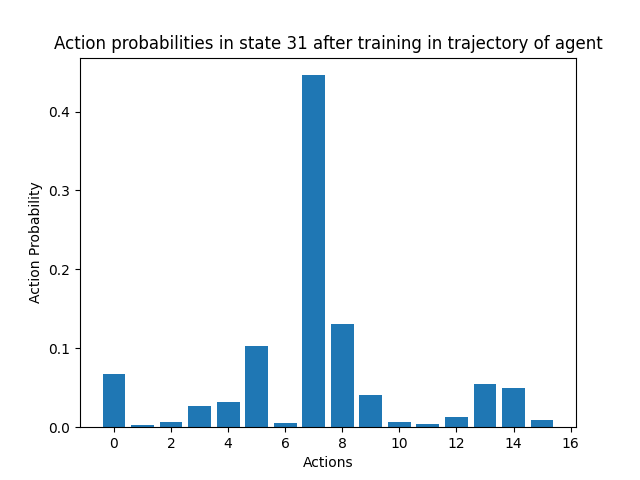 Action probabilities in state 31 after training in trajectory of agent
Action Probability
0.4
0.3
0.2
0.1
0.0
0 2 4 6 8 10 12 14 16
Actions